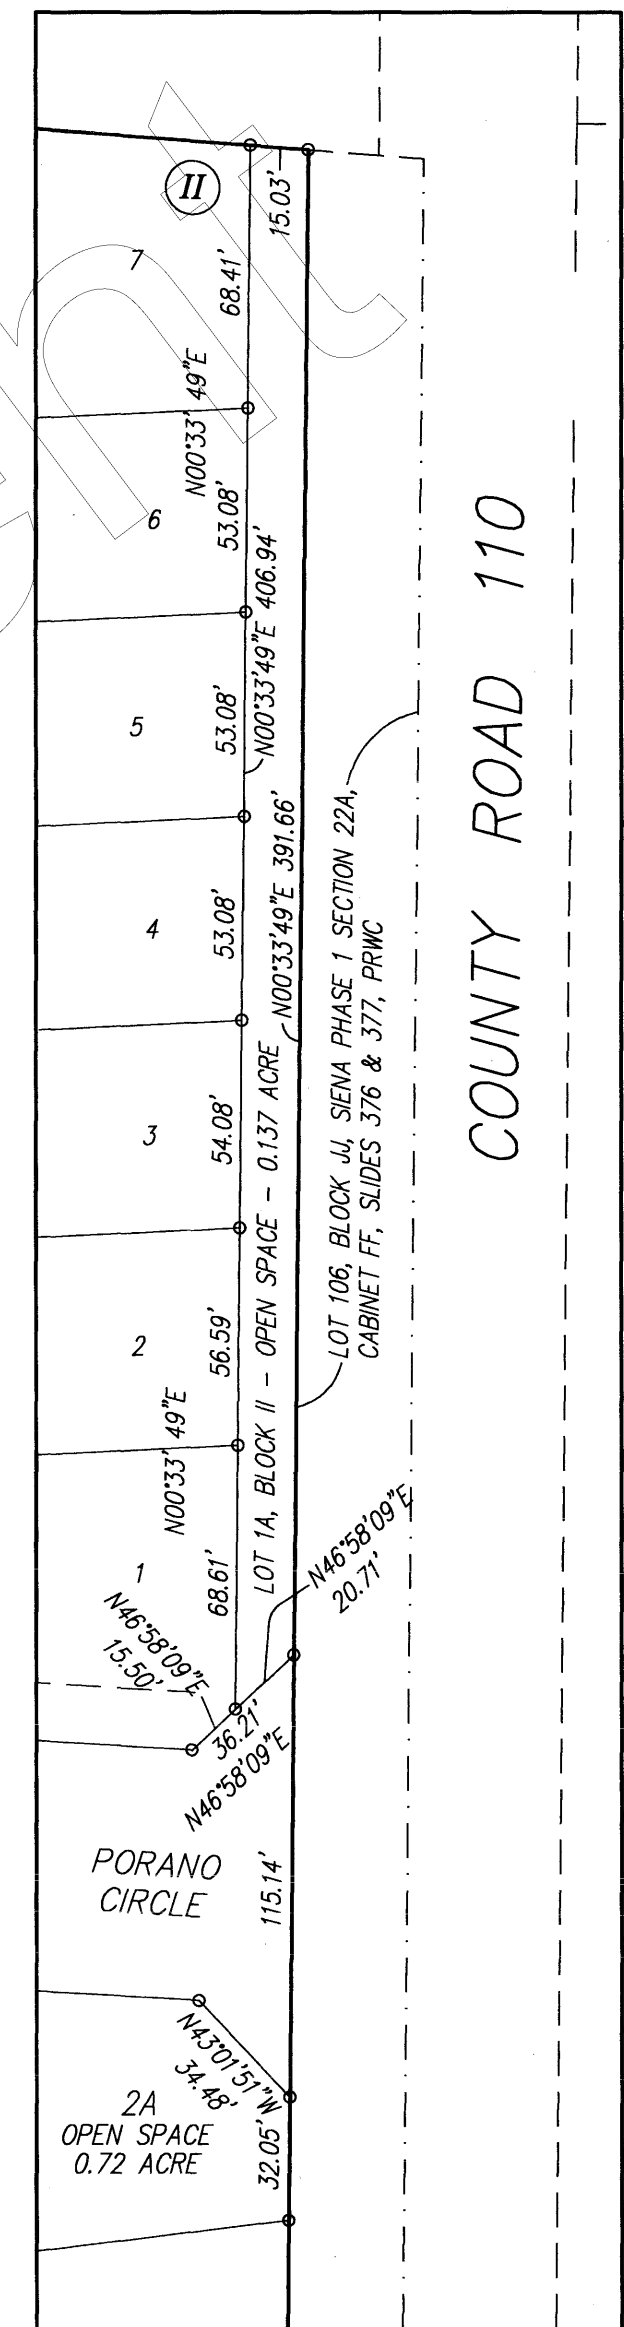 II
15.03'
7
68.41'
N00°33' 49"E
6
53.08'
N00°33'49"E 406.94'
5
53.08'
N00°33'49"E 391.66'
4
53.08'
3
54.08'
2
56.59'
N00°33' 49"E
LOT 1A, BLOCK II - OPEN SPACE - 0.137 ACRE
LOT 106, BLOCK JJ, SIENA PHASE 1 SECTION 22A,
CABINET FF, SLIDES 376 & 377, PRWC
COUNTY ROAD 110
1
68.61'
N46°58'09"E
20.71'
N46°58'09"E
15.50'
36.21'
N46°58'09"E
PORANO
CIRCLE
115.14'
N43°01'51"W
34.48'
2A
OPEN SPACE
0.72 ACRE
32.05'